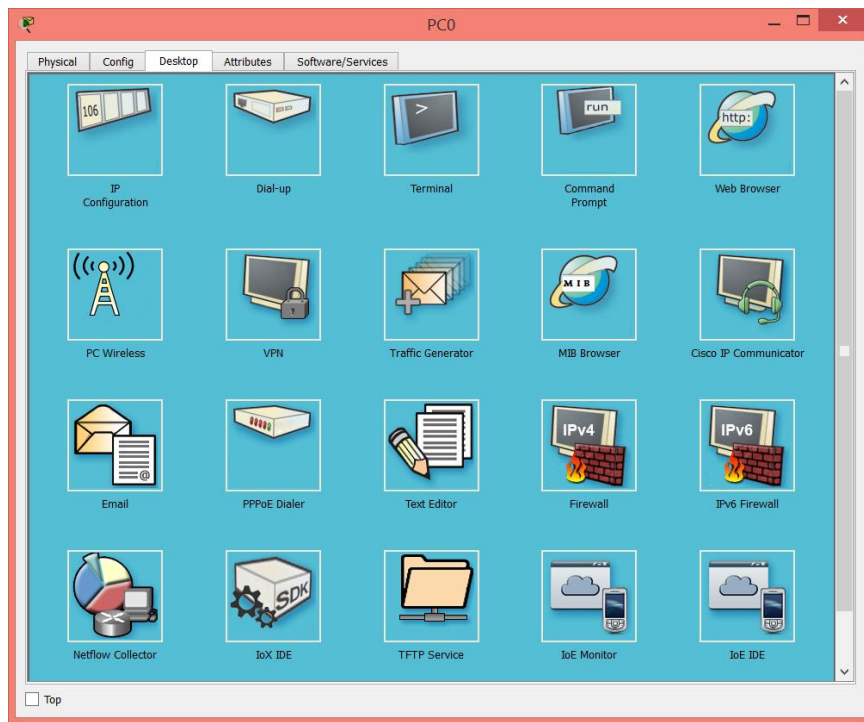 PC0
Physical Config Desktop Attributes Software/Services
106
>
run
http:
IP
Configuration
Dial-up
Terminal
Command
Prompt
Web Browser
MIB
PC Wireless
VPN
Traffic Generator
MIB Browser
Cisco IP Communicator
@
IPv4
IPv6
Email
PPPoE Dialer
Text Editor
Firewall
IPv6 Firewall
SDK
Netflow Collector
IoX IDE
TFTP Service
IoE Monitor
IoE IDE
Top